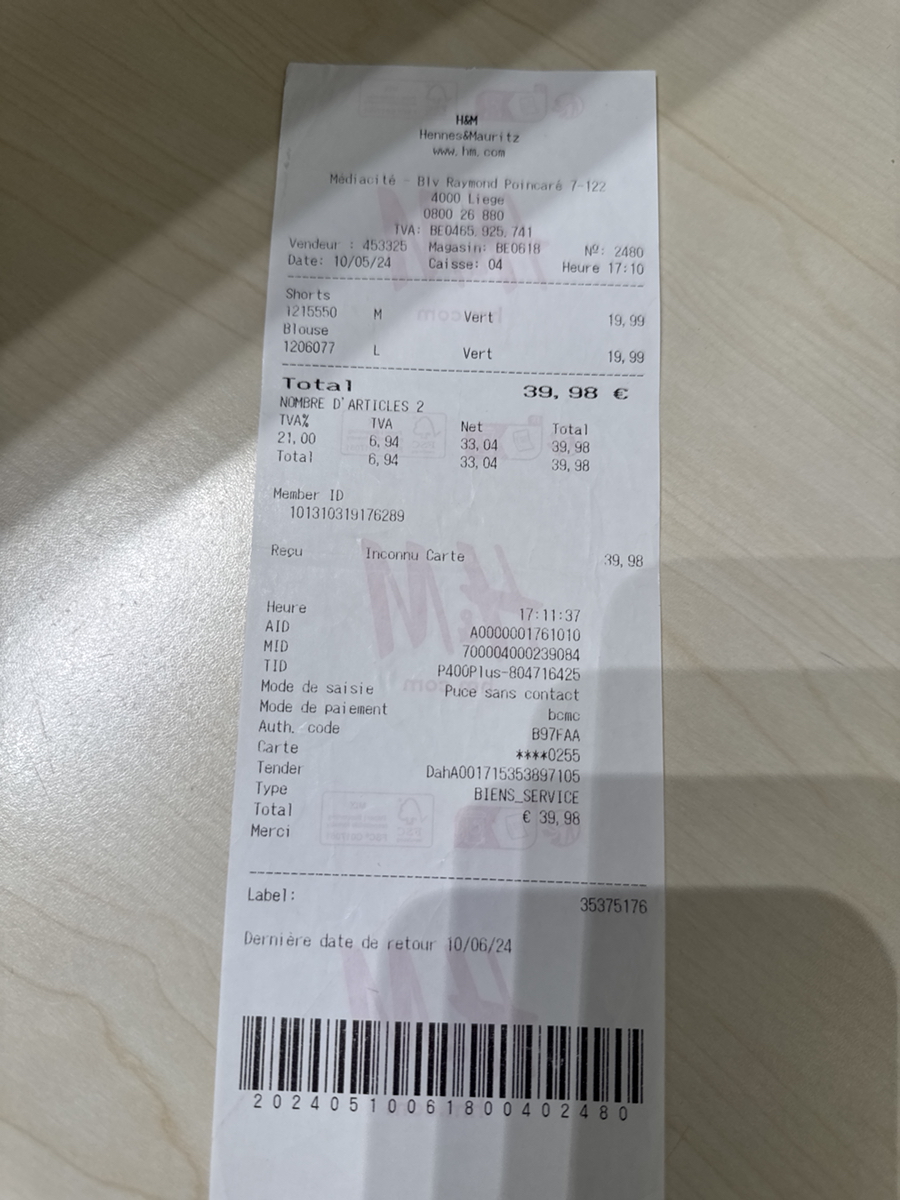 H&M
Hennes&Mauritz
www.hm.com
Médiacité - Blv Raymond Poincaré 7-122
4000 Liege
0800 26 880
TVA: BE0465.925.741
Vendeur : 453325 Magasin: BE0618 Nº: 2480
Date: 10/05/24 Caisse: 04 Heure 17:10
Shorts
1215550 M Vert 19,99
Blouse
1206077 L Vert 19,99
Total 39,98 €
NOMBRE D'ARTICLES 2
TVA% TVA Net Total
21,00 6,94 33,04 39,98
Total 6,94 33,04 39,98
Member ID
101310319176289
Reçu Inconnu Carte 39,98
Heure 17:11:37
AID A0000001761010
MID 700004000239084
TID P400Plus-804716425
Mode de saisie Puce sans contact
Mode de paiement bcmc
Auth. code B97FAA
Carte ****0255
Tender DahA001715353897105
Type BIENS_SERVICE
Total € 39,98
Merci
Label: 35375176
Dernière date de retour 10/06/24
2024051006180​0402480